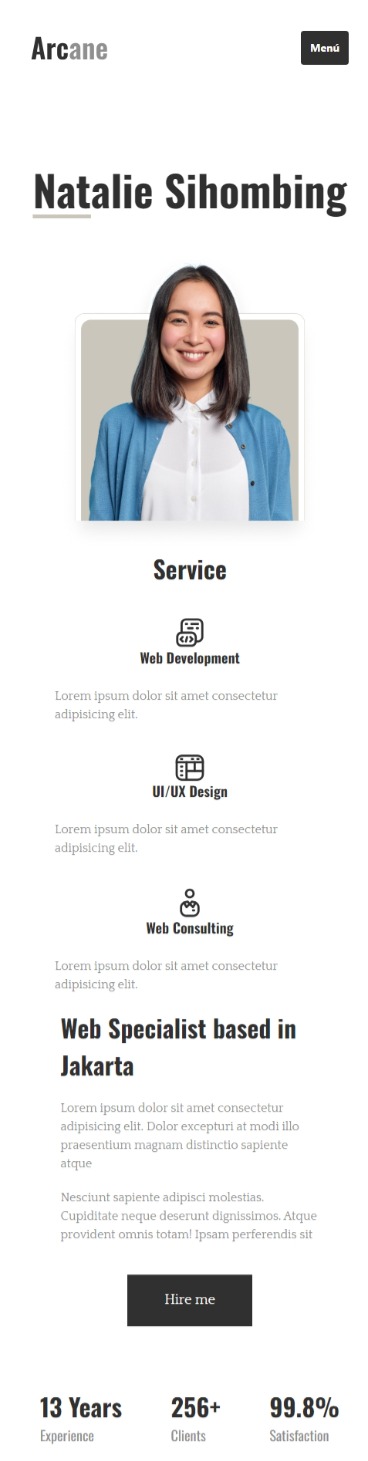 Arcane
Menú
Natalie Sihombing
Service
Web Development
Lorem ipsum dolor sit amet consectetur
adipisicing elit.
UI/UX Design
Lorem ipsum dolor sit amet consectetur
adipisicing elit.
Web Consulting
Lorem ipsum dolor sit amet consectetur
adipisicing elit.
Web Specialist based in
Jakarta
Lorem ipsum dolor sit amet consectetur
adipisicing elit. Dolor excepturi at modi illo
praesentium magnam distinctio sapiente
atque
Nesciunt sapiente adipisci molestias.
Cupiditate neque deserunt dignissimos. Atque
provident omnis totam! Ipsam perferendis sit
Hire me
13 Years 256+ 99.8%
Experience Clients Satisfaction